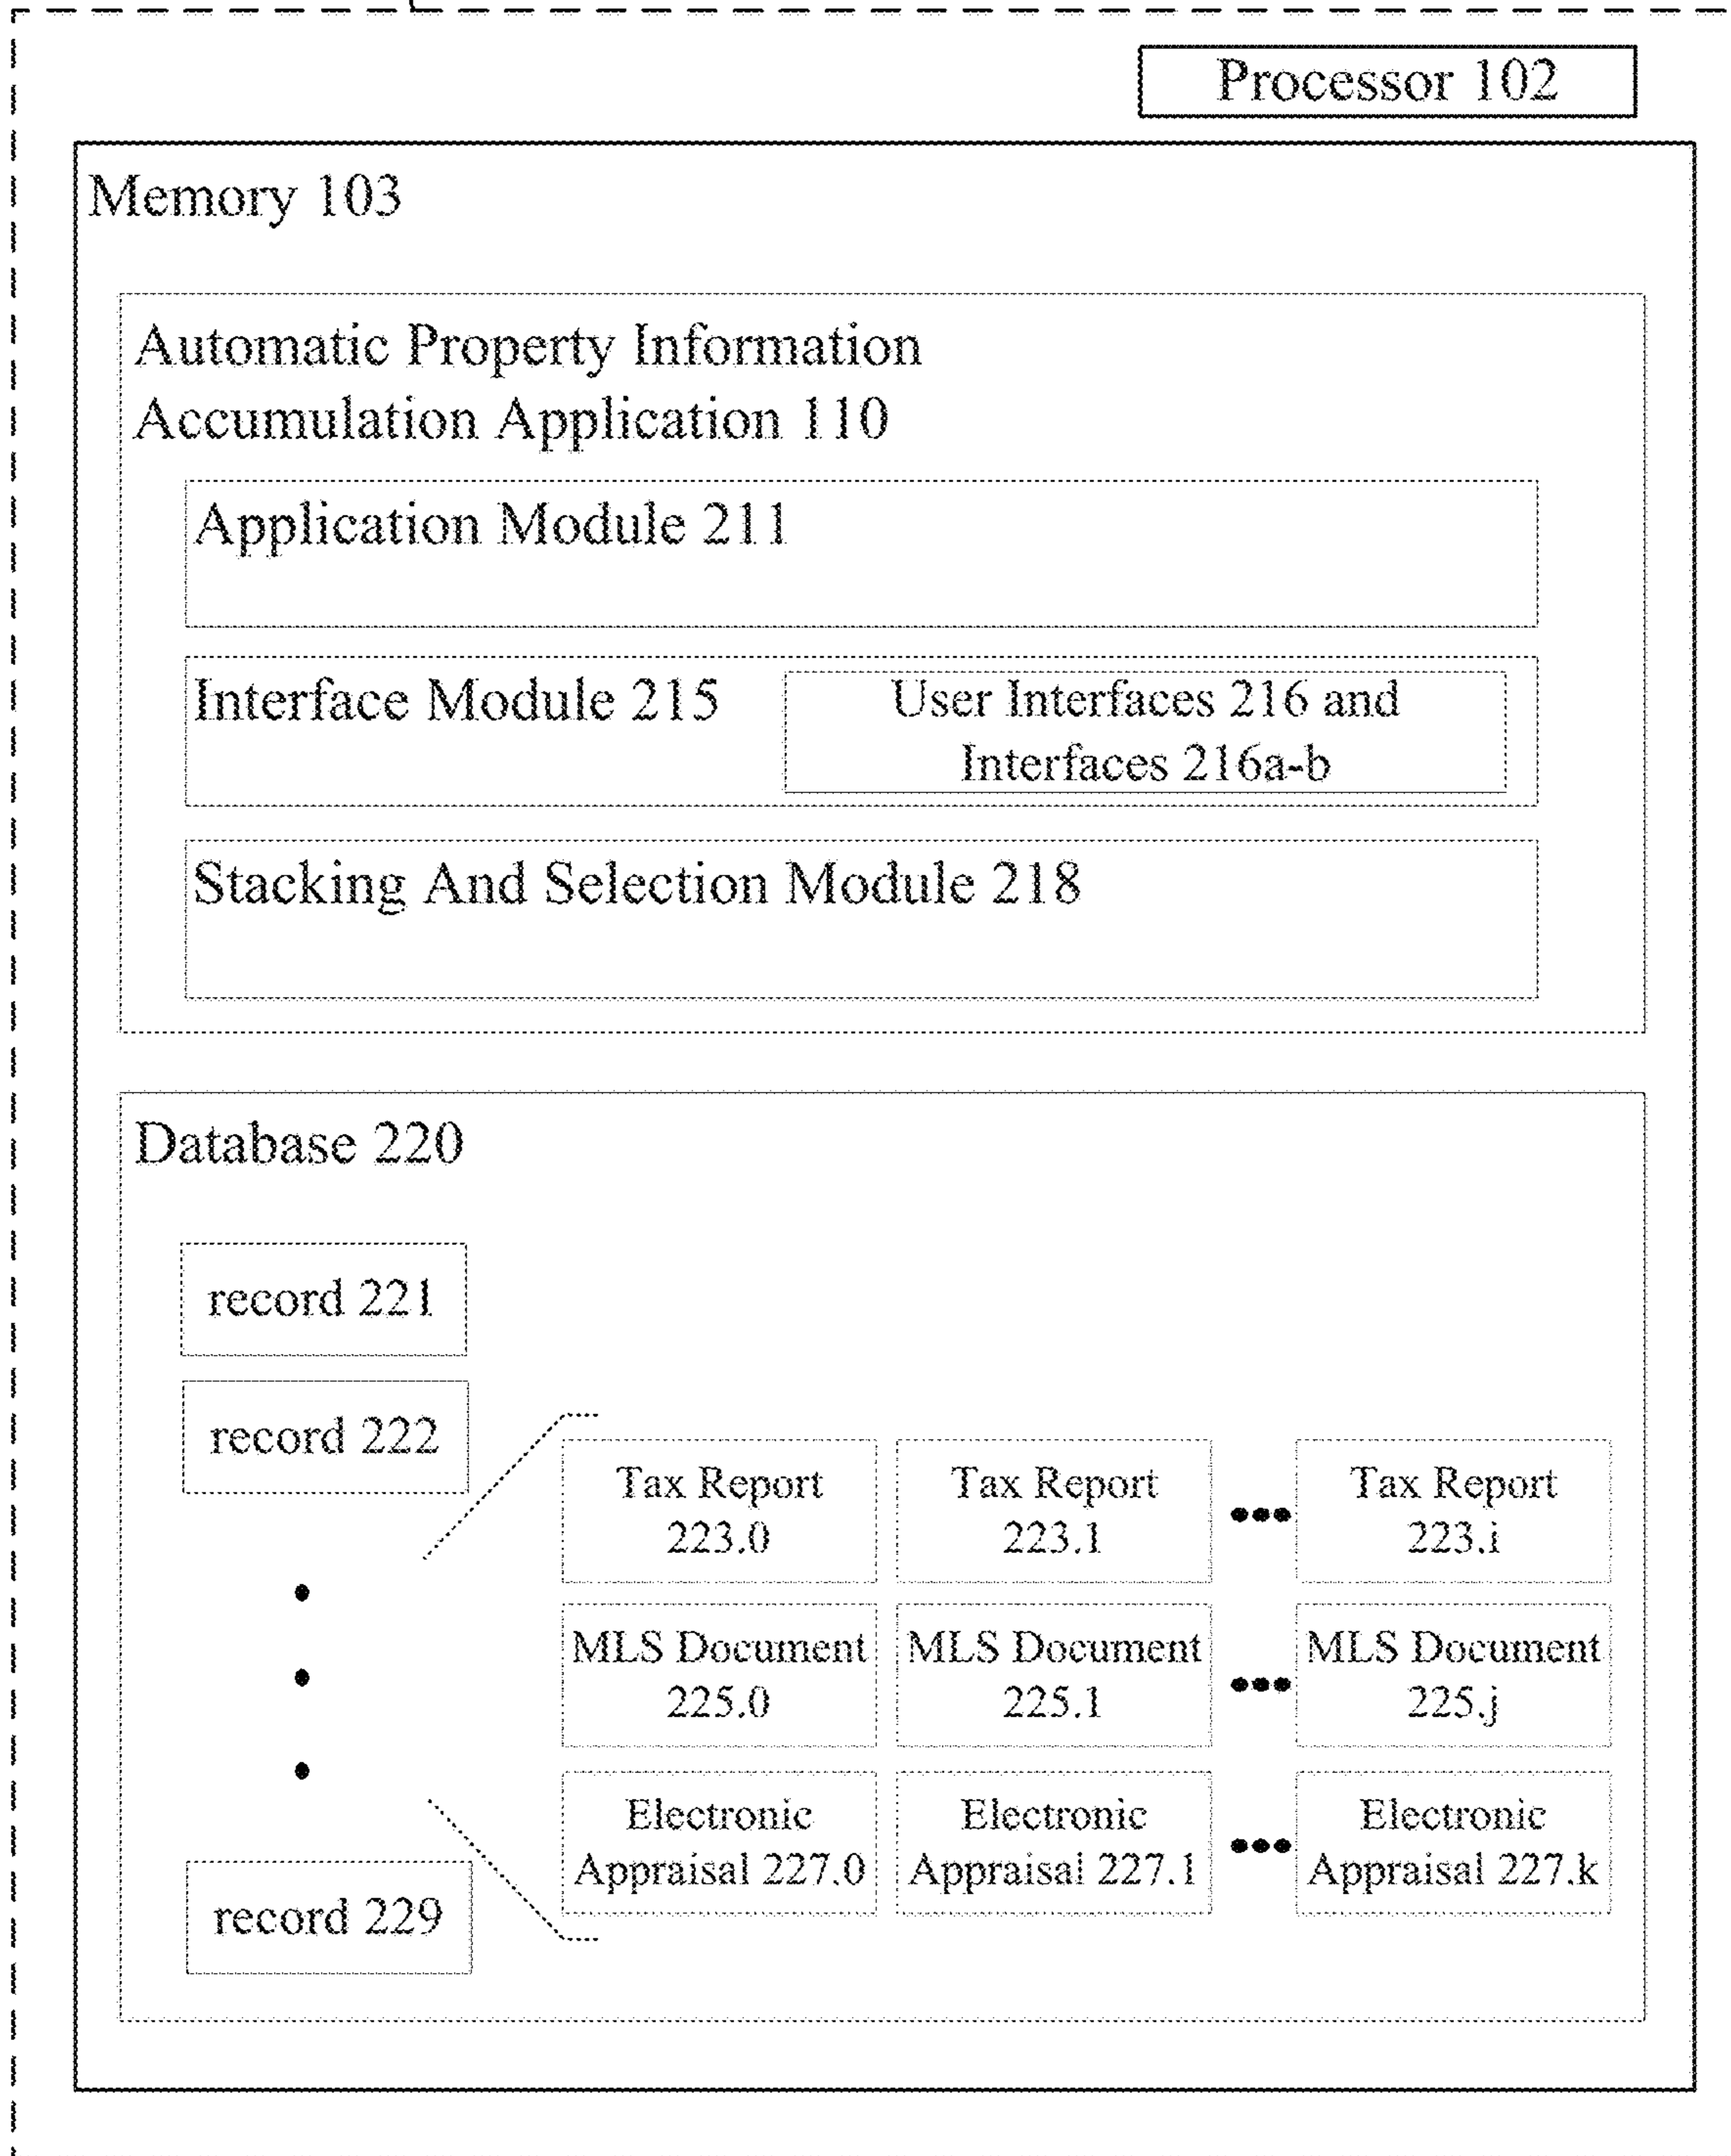 Processor 102
Memory 103
Automatic Property Information
Accumulation Application 110
Application Module 211
Interface Module 215
User Interfaces 216 and
Interfaces 216a-b
Stacking And Selection Module 218
Database 220
record 221
record 222
Tax Report
223.0
Tax Report
223.1
Tax Report
223.i
MLS Document
225.0
MLS Document
225.1
MLS Document
225.j
Electronic
Appraisal 227.0
Electronic
Appraisal 227.1
Electronic
Appraisal 227.k
record 229